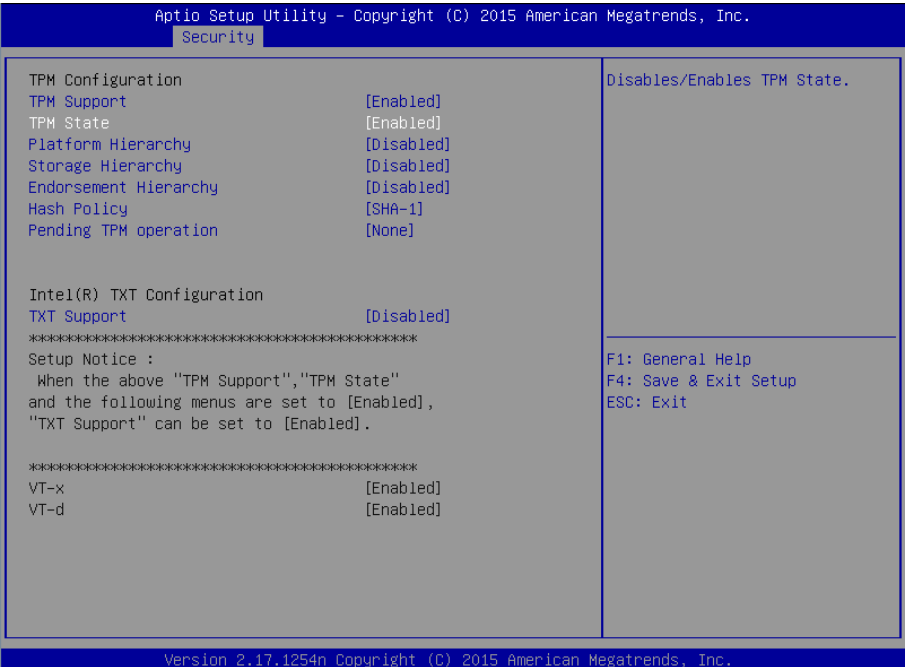 Aptio Setup Utility – Copyright (C) 2015 American Megatrends, Inc.
Security
TPM Configuration
TPM Support [Enabled]
TPM State [Enabled]
Platform Hierarchy [Disabled]
Storage Hierarchy [Disabled]
Endorsement Hierarchy [Disabled]
Hash Policy [SHA-1]
Pending TPM operation [None]
Intel(R) TXT Configuration
TXT Support [Disabled]
*******************************************
Setup Notice :
When the above "TPM Support","TPM State"
and the following menus are set to [Enabled],
"TXT Support" can be set to [Enabled].
*******************************************
VT-x [Enabled]
VT-d [Enabled]
Disables/Enables TPM State.
F1: General Help
F4: Save & Exit Setup
ESC: Exit
Version 2.17.1254n Copyright (C) 2015 American Megatrends, Inc.